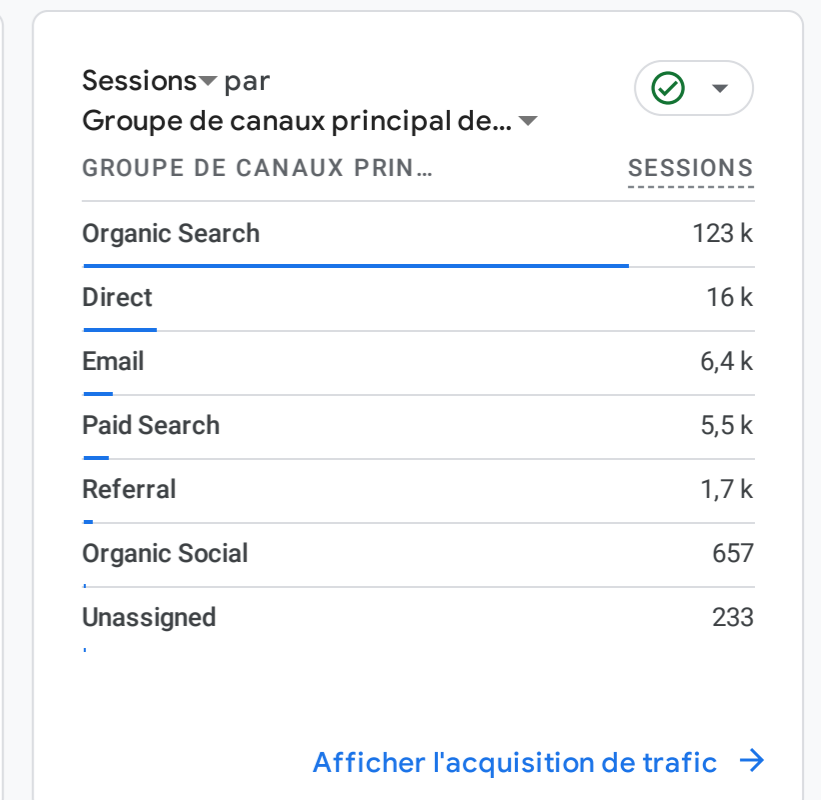 Sessions par
Groupe de canaux principal de...
GROUPE DE CANAUX PRIN... SESSIONS
Organic Search 123 k
Direct 16 k
Email 6,4 k
Paid Search 5,5 k
Referral 1,7 k
Organic Social 657
Unassigned 233
Afficher l'acquisition de trafic